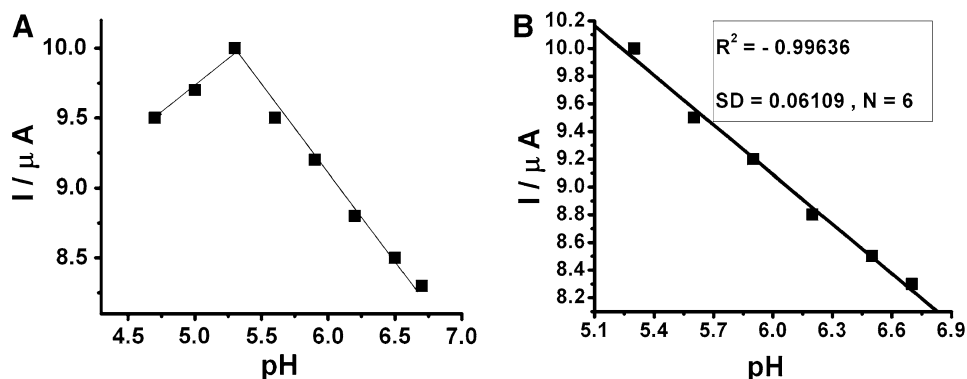 A
I / μ A
10.0
9.5
9.0
8.5
4.5 5.0 5.5 6.0 6.5 7.0
pH
B
I / μ A
10.2
10.0
9.8
9.6
9.4
9.2
9.0
8.8
8.6
8.4
8.2
R² = - 0.99636
SD = 0.06109 , N = 6
5.1 5.4 5.7 6.0 6.3 6.6 6.9
pH